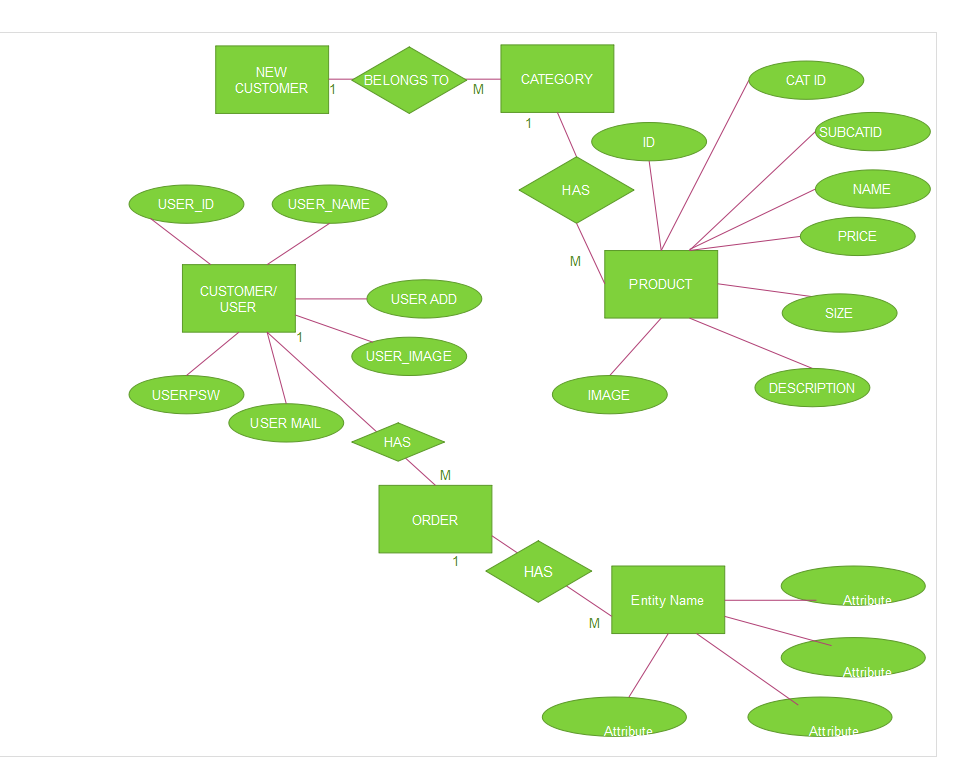 NEW
CUSTOMER
1
BELONGS TO
M
CATEGORY
1
HAS
M
CAT ID
ID
SUBCATID
NAME
PRICE
PRODUCT
SIZE
IMAGE
DESCRIPTION
USER_ID
USER_NAME
CUSTOMER/
USER
1
USER ADD
USER_IMAGE
USERPSW
USER MAIL
HAS
M
ORDER
1
HAS
M
Entity Name
Attribute
Attribute
Attribute
Attribute